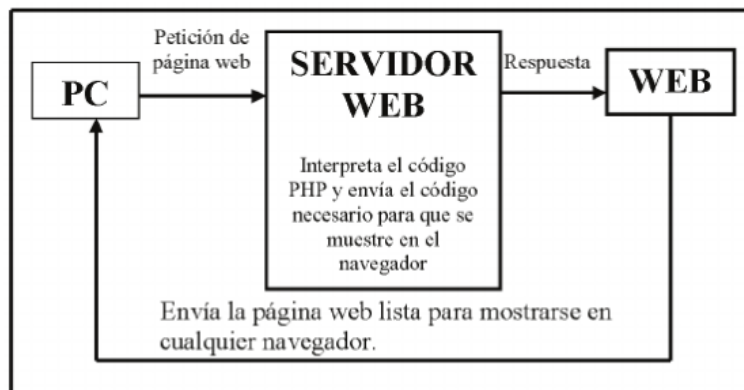 Petición de
página web
PC
SERVIDOR
WEB
Interpreta el código
PHP y envía el código
necesario para que se
muestre en el
navegador
Respuesta
WEB
Envía la página web lista para mostrarse en
cualquier navegador.